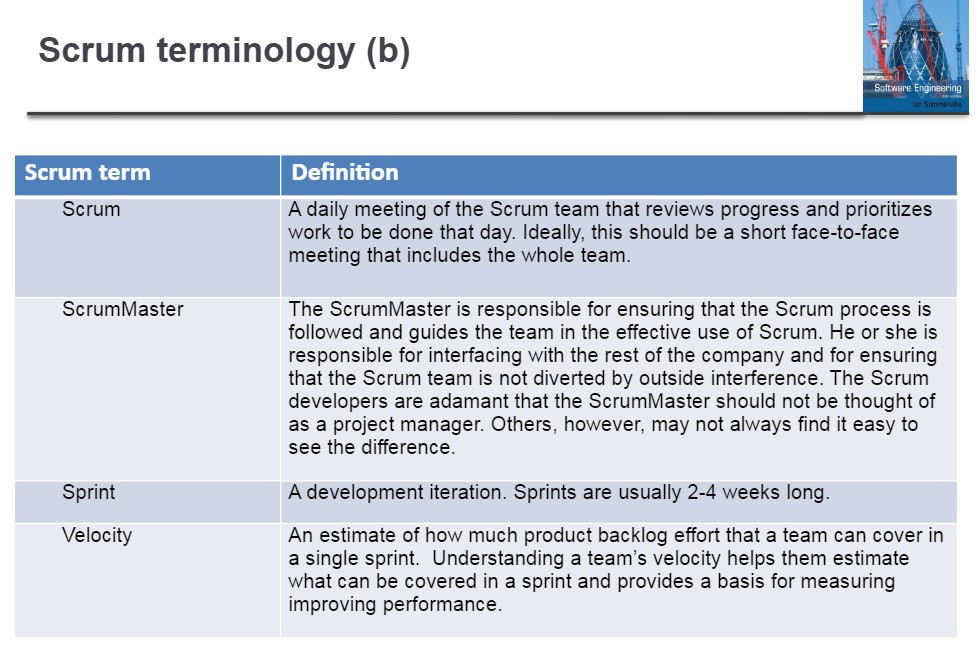 Scrum terminology (b)
Software Engineering
Ian Sommerville
Scrum term
Definition
Scrum
A daily meeting of the Scrum team that reviews progress and prioritizes
work to be done that day. Ideally, this should be a short face-to-face
meeting that includes the whole team.
ScrumMaster
The ScrumMaster is responsible for ensuring that the Scrum process is
followed and guides the team in the effective use of Scrum. He or she is
responsible for interfacing with the rest of the company and for ensuring
that the Scrum team is not diverted by outside interference. The Scrum
developers are adamant that the ScrumMaster should not be thought of
as a project manager. Others, however, may not always find it easy to
see the difference.
Sprint
A development iteration. Sprints are usually 2-4 weeks long.
Velocity
An estimate of how much product backlog effort that a team can cover in
a single sprint.  Understanding a team’s velocity helps them estimate
what can be covered in a sprint and provides a basis for measuring
improving performance.